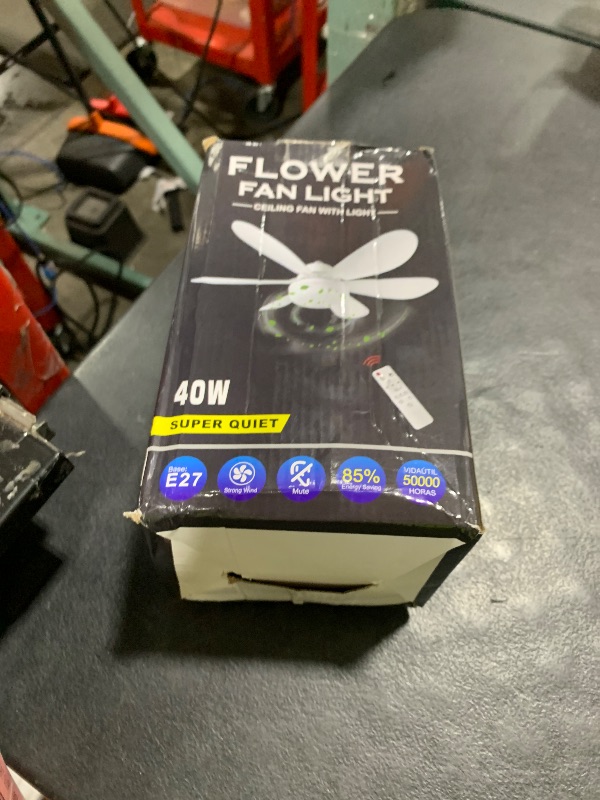 FLOWER
FAN LIGHT
CEILING FAN WITH LIGHT
40W
SUPER QUIET
Base:
E27
Strong Wind
Mute
85%
Energy Saving
VIDAUTIL
50000
HORAS